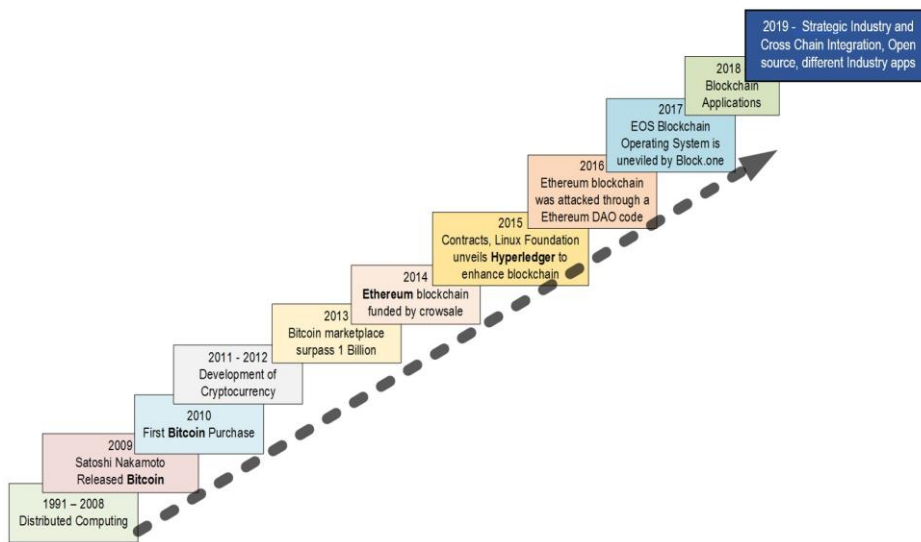 2019 - Strategic Industry and
Cross Chain Integration, Open
source, different Industry apps
2018
Blockchain
Applications
2017
EOS Blockchain
Operating System is
uneviled by Block.one
2016
Ethereum blockchain
was attacked through a
Ethereum DAO code
2015
Contracts, Linux Foundation
unveils Hyperledger to
enhance blockchain
2014
Ethereum blockchain
funded by crowsale
2013
Bitcoin marketplace
surpass 1 Billion
2011 - 2012
Development of
Cryptocurrency
2010
First Bitcoin Purchase
2009
Satoshi Nakamoto
Released Bitcoin
1991 – 2008
Distributed Computing